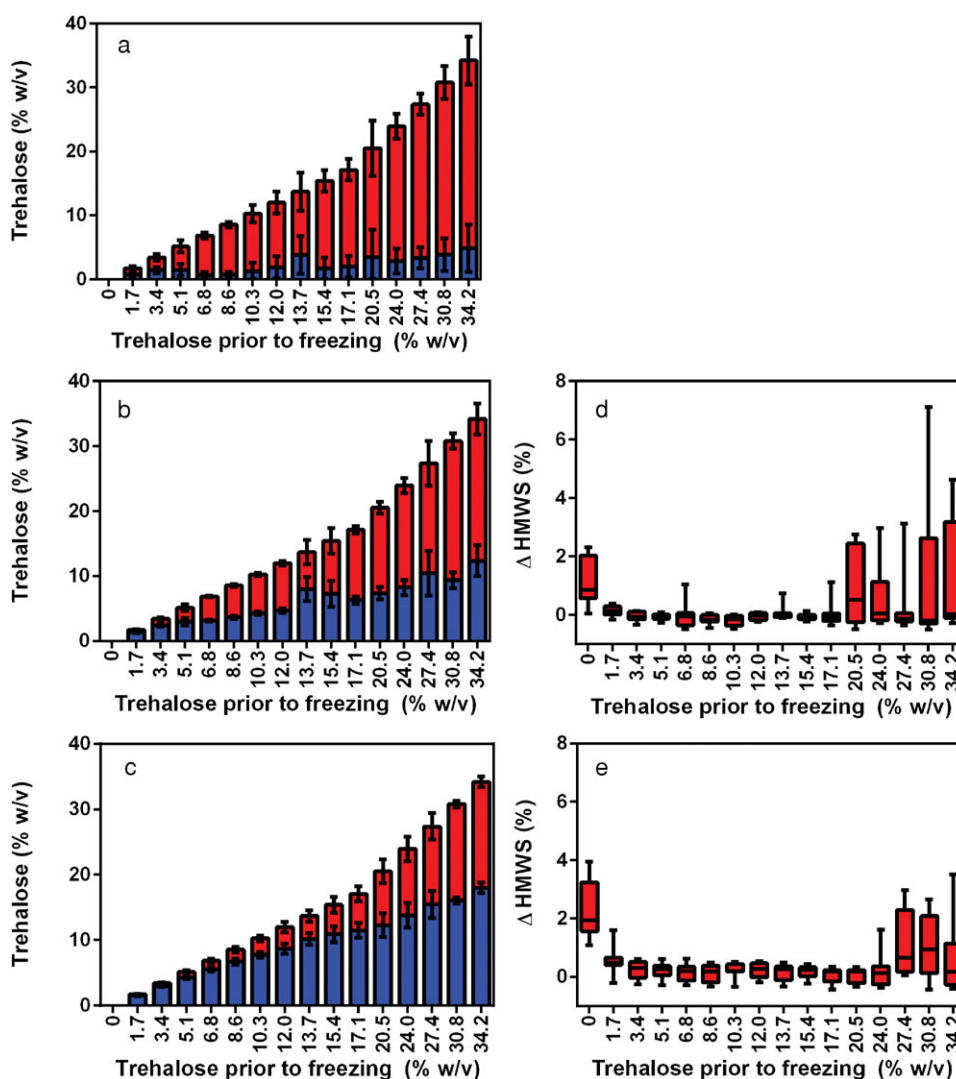 a
Trehalose (% w/v)
40
30
20
10
0
0 1.7 3.4 5.1 6.8 8.6 10.3 12.0 13.7 15.4 17.1 20.5 24.0 27.4 30.8 34.2
Trehalose prior to freezing (% w/v)
b
Trehalose (% w/v)
40
30
20
10
0
0 1.7 3.4 5.1 6.8 8.6 10.3 12.0 13.7 15.4 17.1 20.5 24.0 27.4 30.8 34.2
Trehalose prior to freezing (% w/v)
d
Δ HMWS (%)
8
6
4
2
0
0 1.7 3.4 5.1 6.8 8.6 10.3 12.0 13.7 15.4 17.1 20.5 24.0 27.4 30.8 34.2
Trehalose prior to freezing (% w/v)
c
Trehalose (% w/v)
40
30
20
10
0
0 1.7 3.4 5.1 6.8 8.6 10.3 12.0 13.7 15.4 17.1 20.5 24.0 27.4 30.8 34.2
Trehalose prior to freezing (% w/v)
e
Δ HMWS (%)
8
6
4
2
0
0 1.7 3.4 5.1 6.8 8.6 10.3 12.0 13.7 15.4 17.1 20.5 24.0 27.4 30.8 34.2
Trehalose prior to freezing (% w/v)